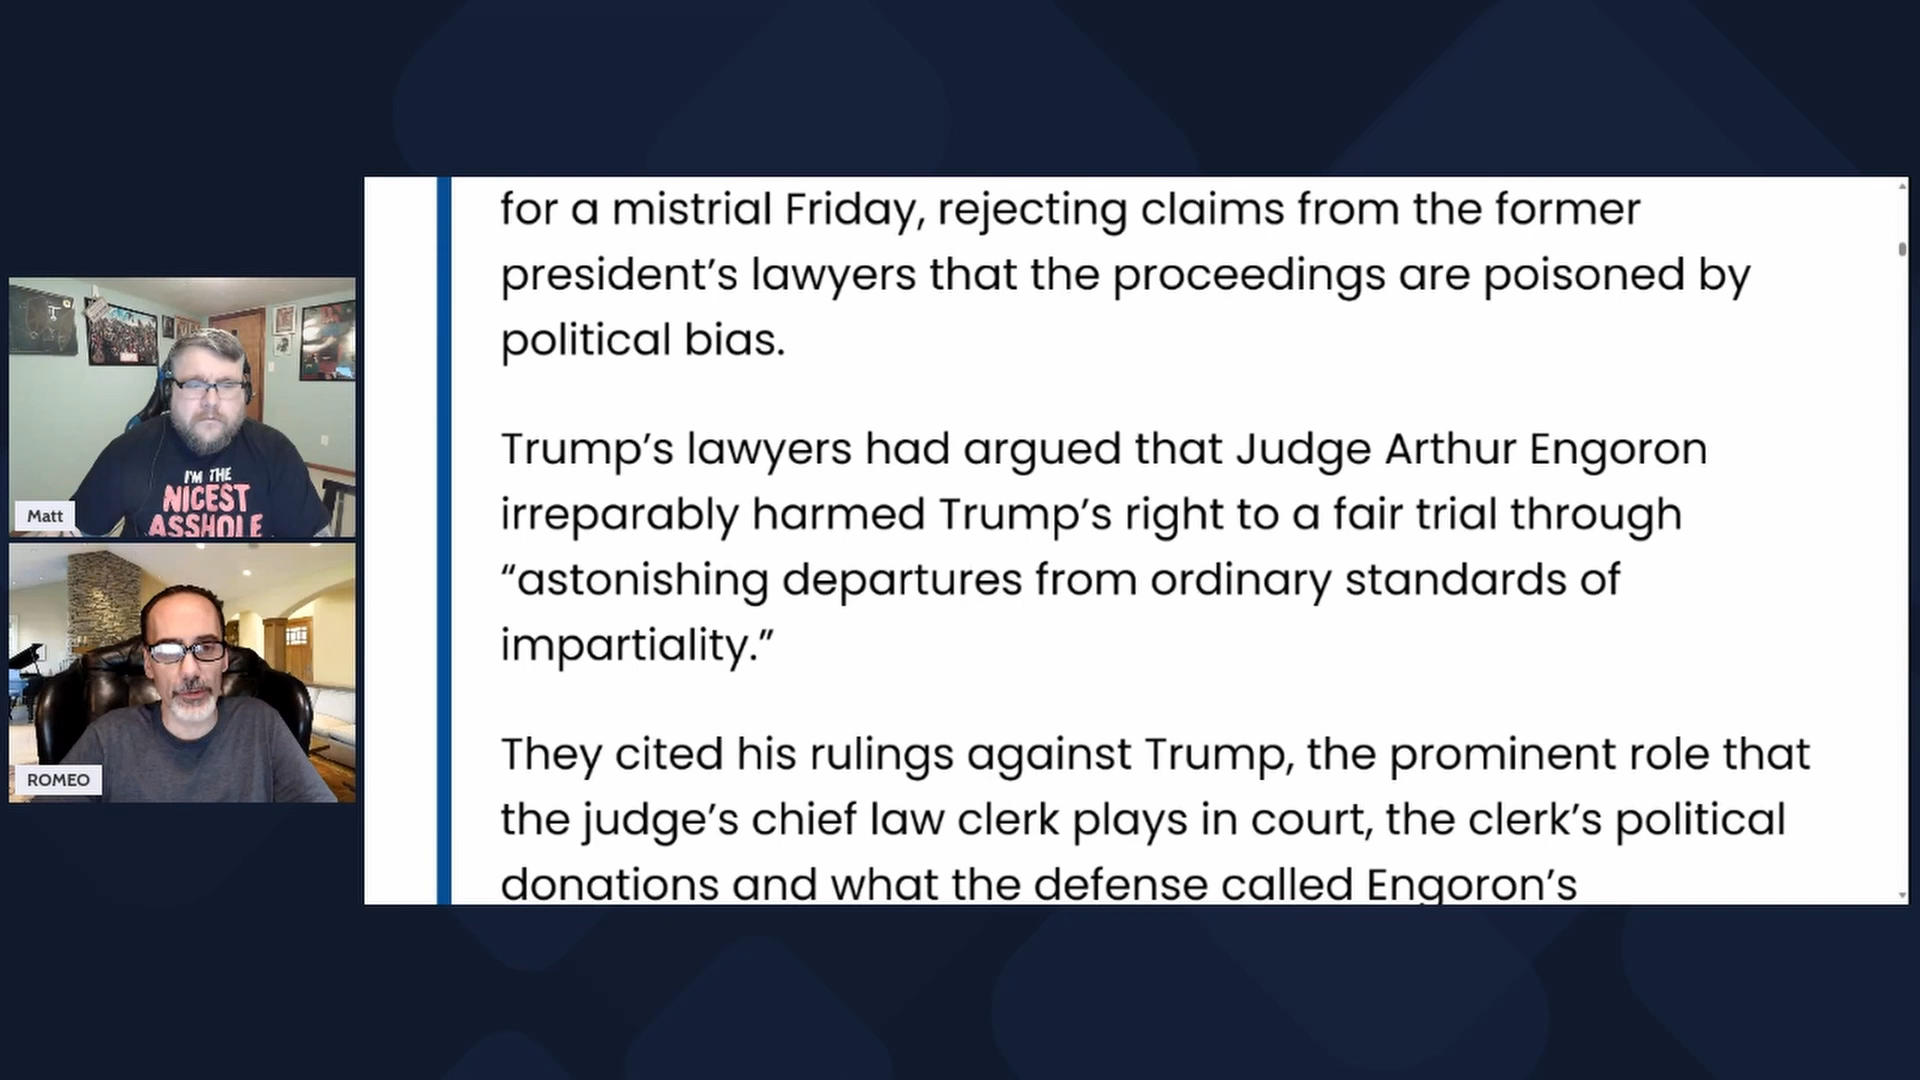 for a mistrial Friday, rejecting claims from the former
president’s lawyers that the proceedings are poisoned by
political bias.
Trump’s lawyers had argued that Judge Arthur Engoron
irreparably harmed Trump’s right to a fair trial through
“astonishing departures from ordinary standards of
impartiality.”
They cited his rulings against Trump, the prominent role that
the judge’s chief law clerk plays in court, the clerk’s political
donations and what the defense called Engoron’s
I'M THE
NICEST
ASSHOLE
Matt
ROMEO